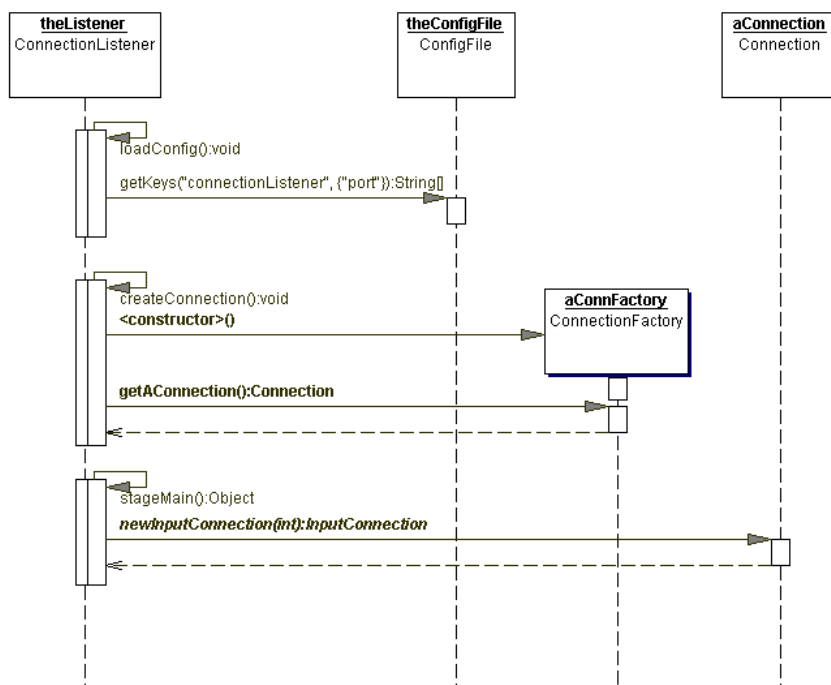 theListener
ConnectionListener
theConfigFile
ConfigFile
aConnection
Connection
loadConfig():void
getKeys("connectionListener", {"port"}):String[]
createConnection():void
<constructor>()
aConnFactory
ConnectionFactory
getAConnection():Connection
stageMain():Object
newInputConnection(int):InputConnection